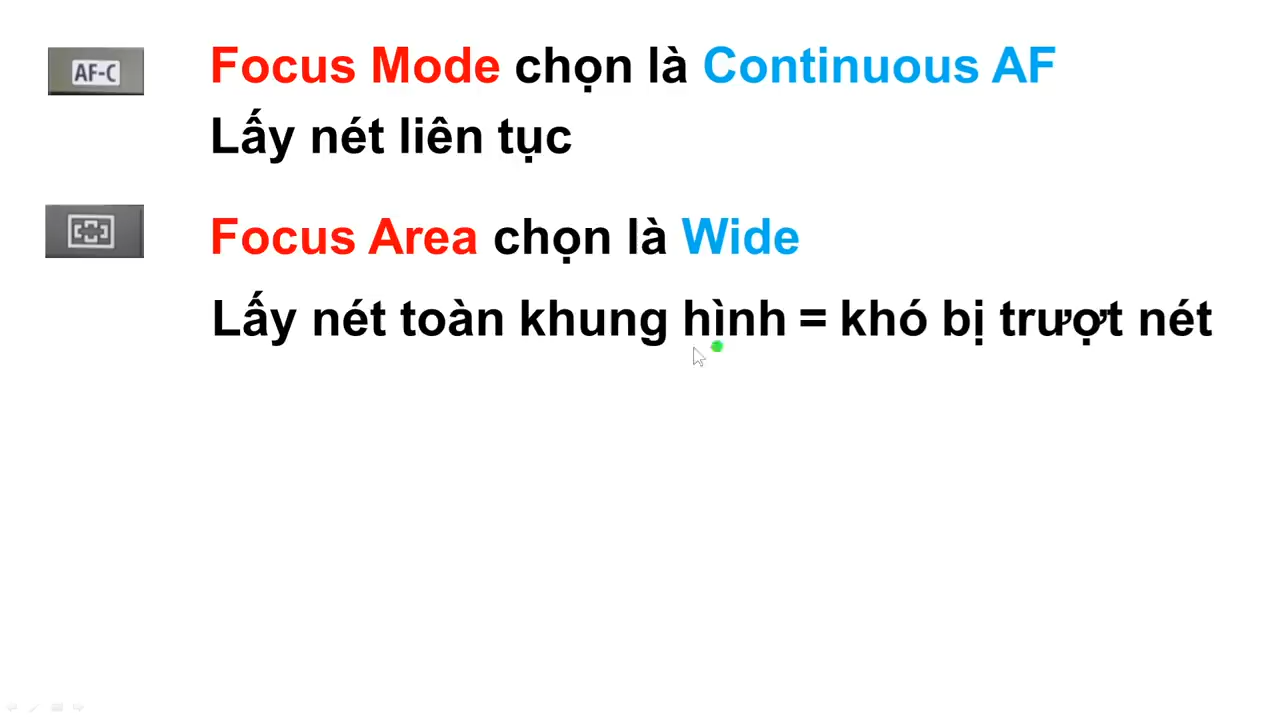 AF-C
Focus Mode chọn là Continuous AF
Lấy nét liên tục
Focus Area chọn là Wide
Lấy nét toàn khung hình = khó bị trượt nét